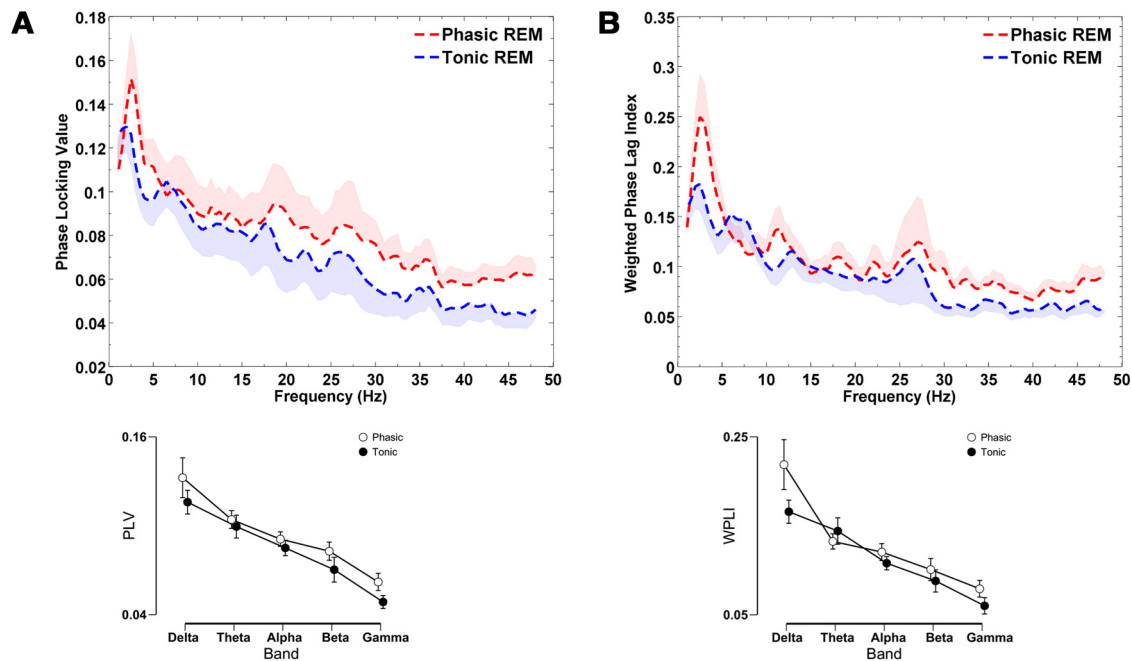 A
0.18
0.16
0.14
0.12
0.1
0.08
0.06
0.04
0.02
Phase Locking Value
Phasic REM
Tonic REM
0 5 10 15 20 25 30 35 40 45 50
Frequency (Hz)
B
0.35
0.3
0.25
0.2
0.15
0.1
0.05
0
Weighted Phase Lag Index
Phasic REM
Tonic REM
0 5 10 15 20 25 30 35 40 45 50
Frequency (Hz)
0.16
0.04
PLV
Phasic
Tonic
Delta Theta Alpha Beta Gamma
Band
0.25
0.05
WPLI
Phasic
Tonic
Delta Theta Alpha Beta Gamma
Band